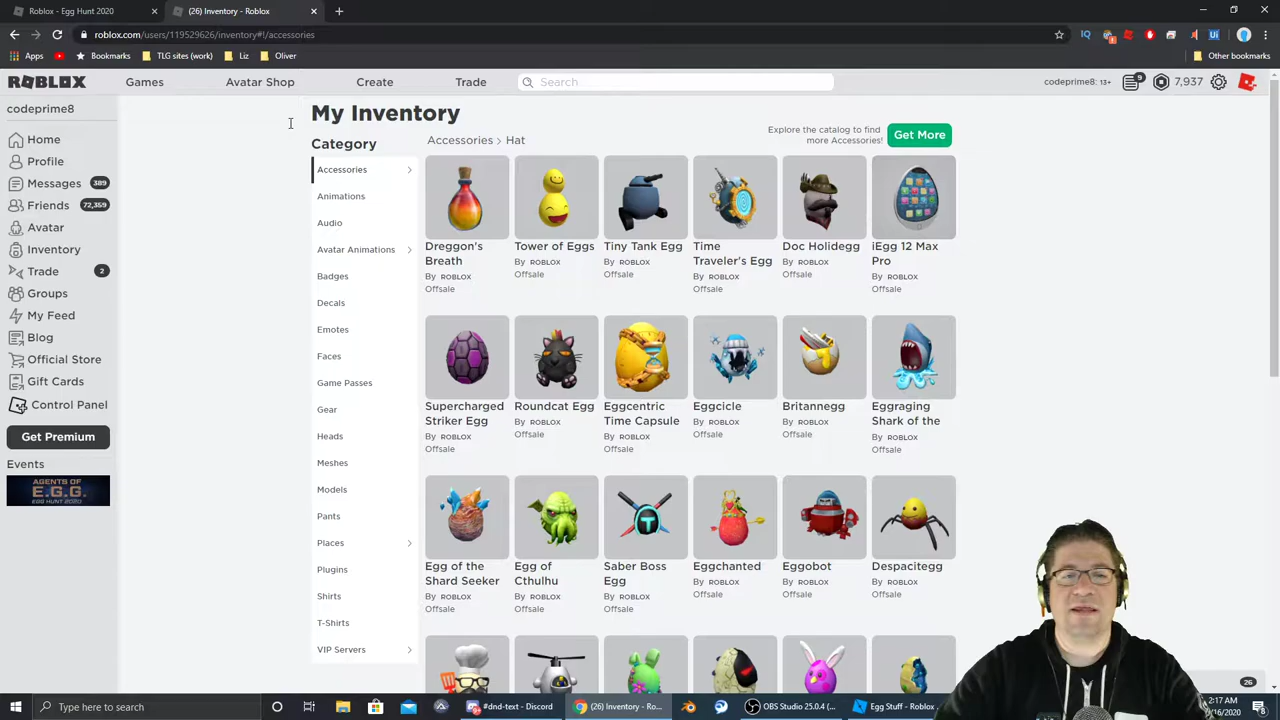 Roblox - Egg Hunt 2020
(26) Inventory - Roblox
roblox.com/users/119529626/inventory#!/accessories
Apps
Bookmarks
TLG sites (work)
Liz
Oliver
Other bookmarks
ROBLOX
Games
Avatar Shop
Create
Trade
Search
codeprime8: 13+
9
7,937
codeprime8
Home
Profile
Messages 389
Friends 72,359
Avatar
Inventory
Trade 2
Groups
My Feed
Blog
Official Store
Gift Cards
Control Panel
Get Premium
Events
AGENTS OF
E.G.G.
EGG HUNT 2020
My Inventory
Category
Accessories
Animations
Audio
Avatar Animations
Badges
Decals
Emotes
Faces
Game Passes
Gear
Heads
Meshes
Models
Pants
Places
Plugins
Shirts
T-Shirts
VIP Servers
Accessories > Hat
Explore the catalog to find
more Accessories!
Get More
Dreggon's
Breath
By ROBLOX
Offsale
Tower of Eggs
By ROBLOX
Offsale
Tiny Tank Egg
By ROBLOX
Offsale
Time
Traveler's Egg
By ROBLOX
Offsale
Doc Holidegg
By ROBLOX
Offsale
iEgg 12 Max
Pro
By ROBLOX
Offsale
Supercharged
Striker Egg
By ROBLOX
Offsale
Roundcat Egg
By ROBLOX
Offsale
Eggcentric
Time Capsule
By ROBLOX
Offsale
Eggcicle
By ROBLOX
Offsale
Britannegg
By ROBLOX
Offsale
Eggraging
Shark of the
By ROBLOX
Offsale
Egg of the
Shard Seeker
By ROBLOX
Offsale
Egg of
Cthulhu
By ROBLOX
Offsale
T
Saber Boss
Egg
By ROBLOX
Offsale
Eggchanted
By ROBLOX
Offsale
Eggobot
By ROBLOX
Offsale
Despacitegg
By ROBLOX
Offsale
26
Type here to search
#dnd-text - Discord
(26) Inventory - Ro...
OBS Studio 25.0.4 (...
Egg Stuff - Roblox
2:17 AM